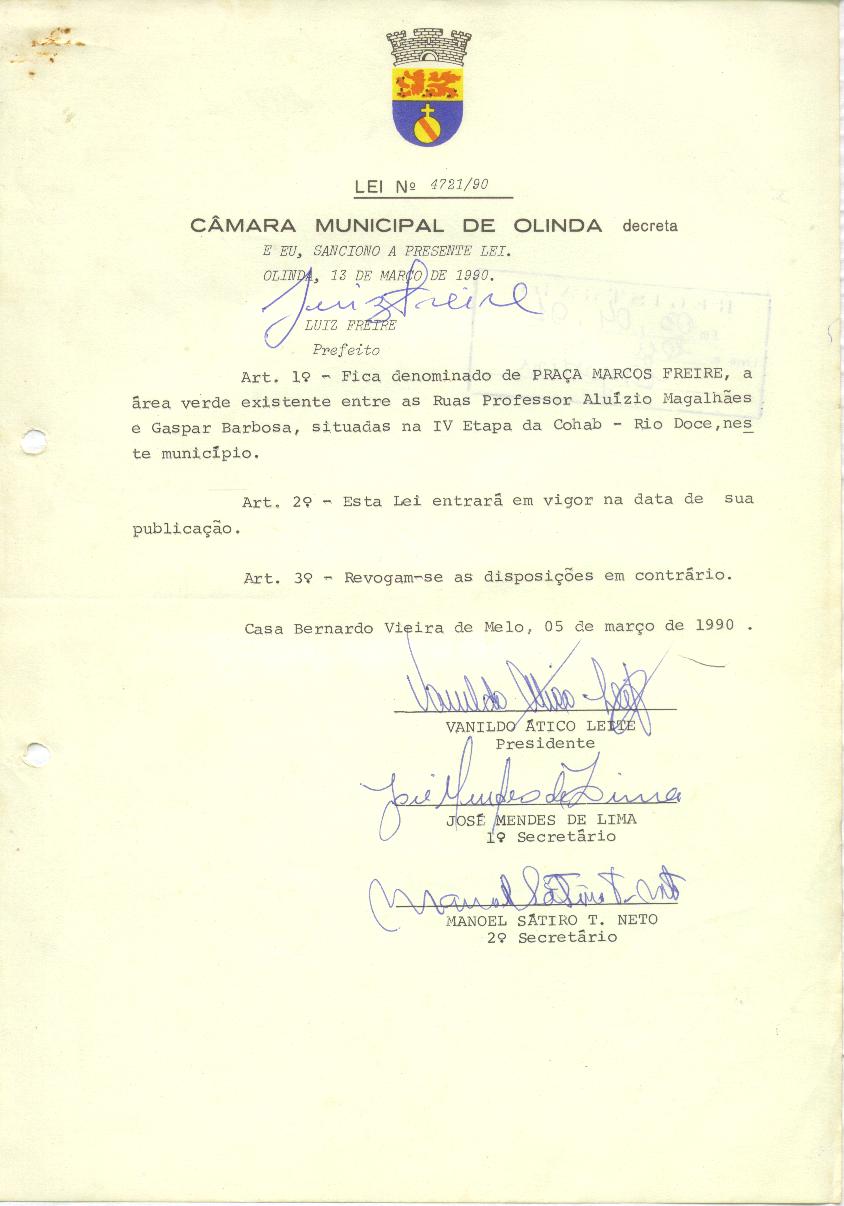 LEI Nº 4721/90
CÂMARA MUNICIPAL DE OLINDA decreta
E EU, SANCIONO A PRESENTE LEI.
OLINDA, 13 DE MARÇO DE 1990.
Luiz Freire
LUIZ FREIRE
Prefeito
Art. 1º - Fica denominado de PRAÇA MARCOS FREIRE, a
área verde existente entre as Ruas Professor Aluízio Magalhães
e Gaspar Barbosa, situadas na IV Etapa da Cohab - Rio Doce,nes
te município.
Art. 2º - Esta Lei entrará em vigor na data de sua
publicação.
Art. 3º - Revogam-se as disposições em contrário.
Casa Bernardo Vieira de Melo, 05 de março de 1990 .
Vanildo Ático Leite
VANILDO ÁTICO LEITE
Presidente
José Mendes de Lima
JOSÉ MENDES DE LIMA
1º Secretário
Manoel Sátiro T. Neto
MANOEL SÁTIRO T. NETO
2º Secretário